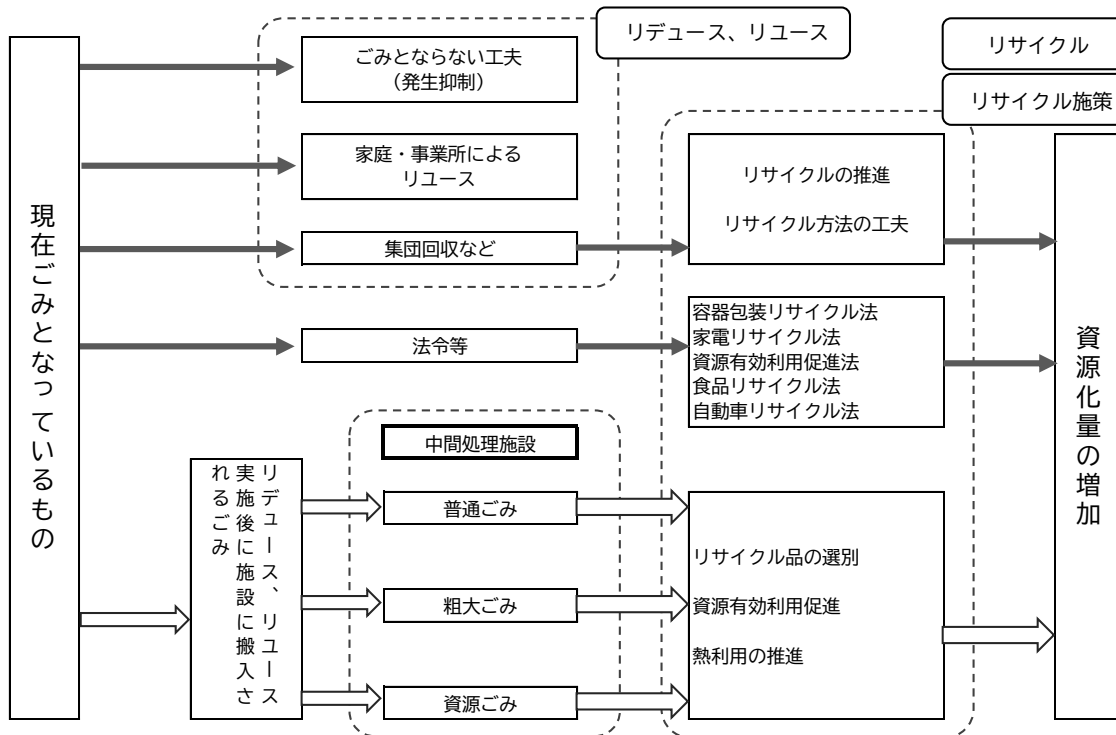 リデュース、リユース
リサイクル
リサイクル施策
現在ごみとなっているもの
ごみとならない工夫
（発生抑制）
家庭・事業所による
リユース
集団回収など
法令等
リサイクルの推進
リサイクル方法の工夫
容器包装リサイクル法
家電リサイクル法
資源有効利用促進法
食品リサイクル法
自動車リサイクル法
資源化量の増加
リデュース、リユース
実施後に施設に搬入さ
れるごみ
中間処理施設
普通ごみ
粗大ごみ
資源ごみ
リサイクル品の選別
資源有効利用促進
熱利用の推進